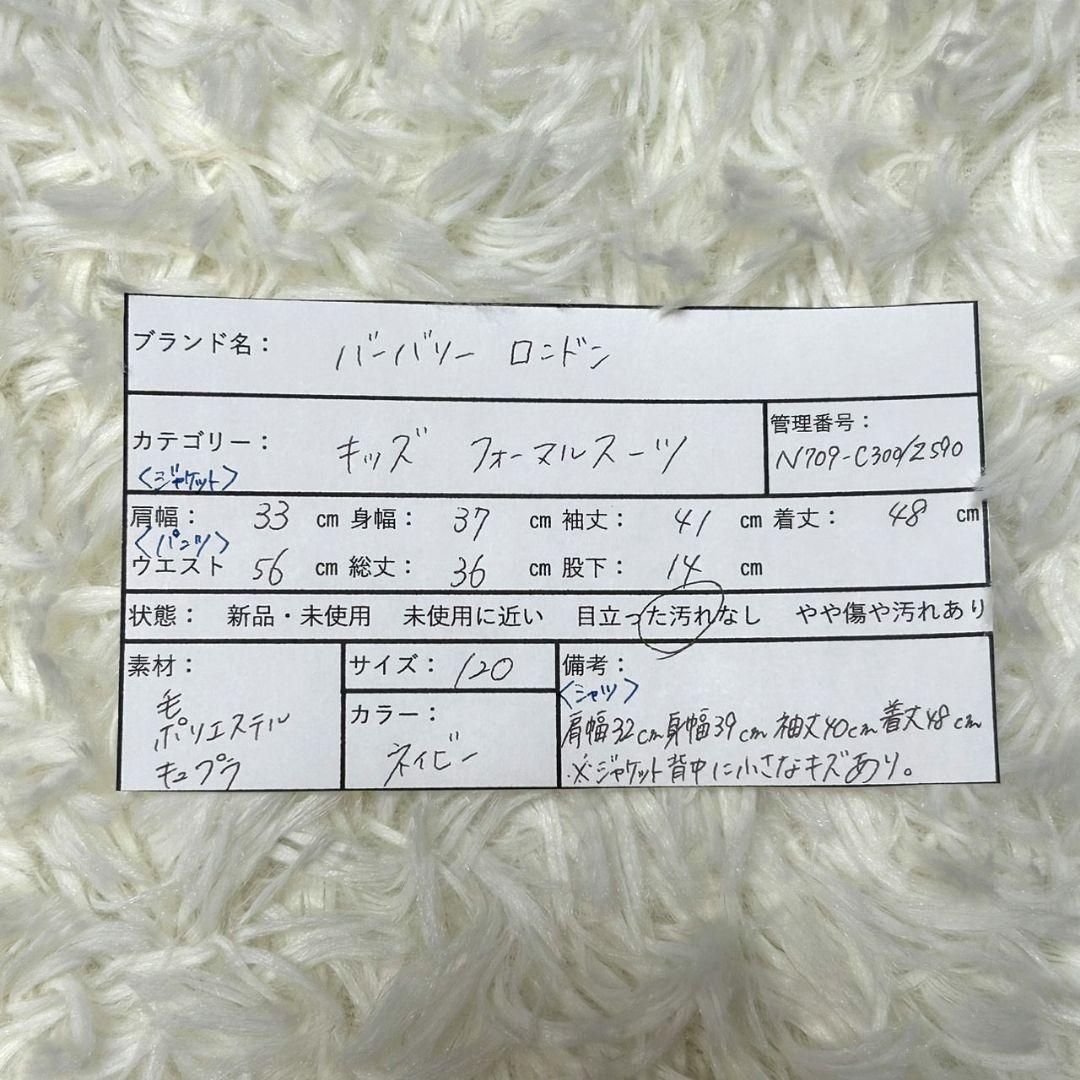 ブランド名： バーバリー ロンドン
カテゴリー： キッズ フォーマルスーツ
管理番号：
N709-C300/2590
<ジャケット>
肩幅： 33 cm 身幅： 37 cm 袖丈： 41 cm 着丈： 48 cm
<パンツ>
ウエスト 56 cm 総丈： 36 cm 股下： 14 cm
状態： 新品・未使用 未使用に近い 目立った汚れなし やや傷や汚れあり
素材：
毛
ポリエステル
キュプラ
サイズ： 120
カラー：
ネイビー
備考：
<シャツ>
肩幅32cm 身幅39cm 袖丈40cm 着丈48cm
※ジャケット背中に小さなキズあり。